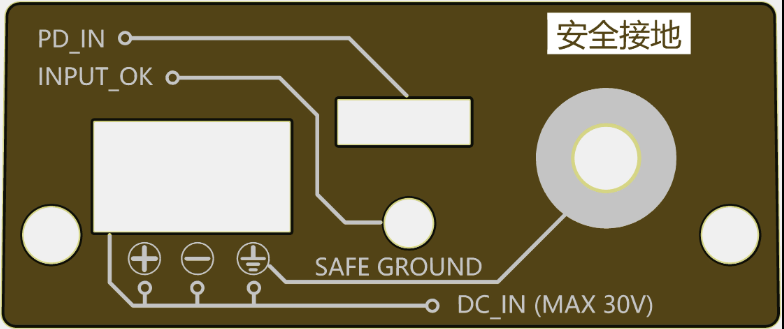 PD_IN
安全接地
INPUT_OK
SAFE GROUND
DC_IN (MAX 30V)